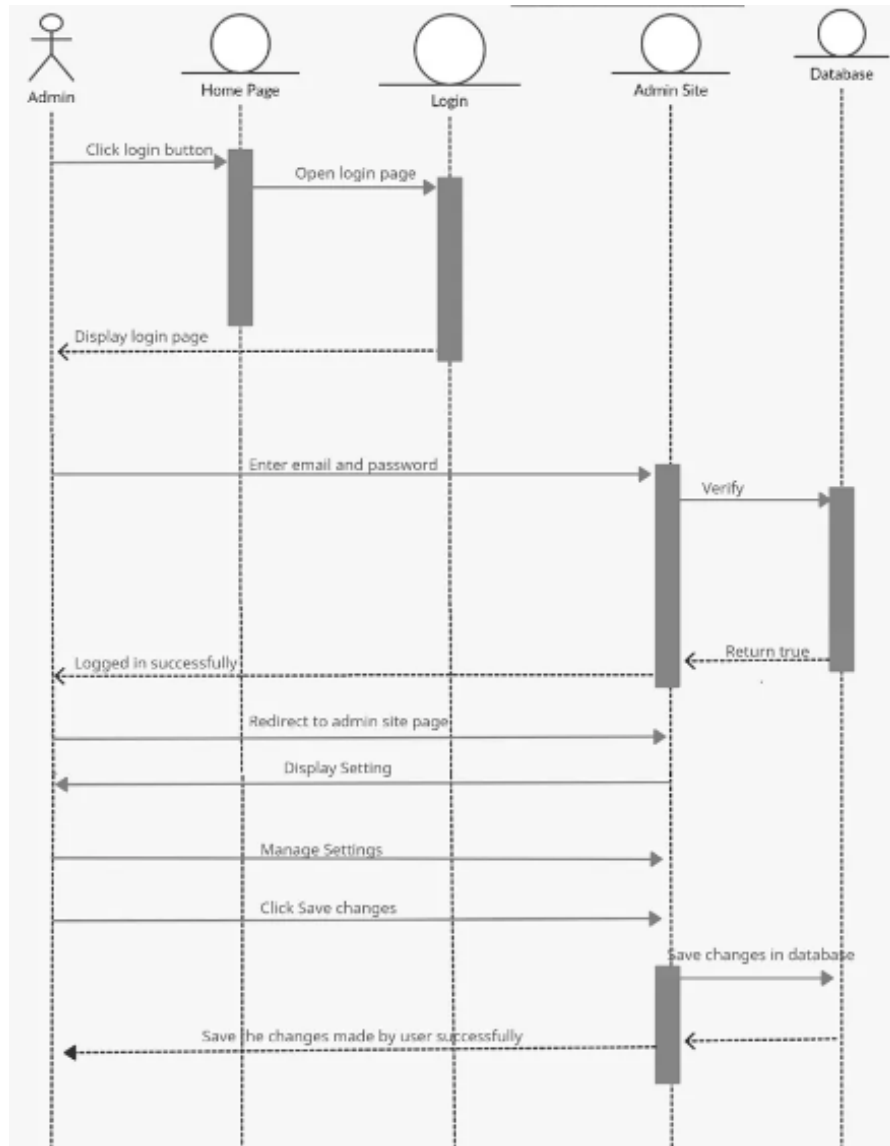 Admin
Home Page
Login
Admin Site
Database
Click login button
Open login page
Display login page
Enter email and password
Verify
Return true
Logged in successfully
Redirect to admin site page
Display Setting
Manage Settings
Click Save changes
Save changes in database
Save the changes made by user successfully